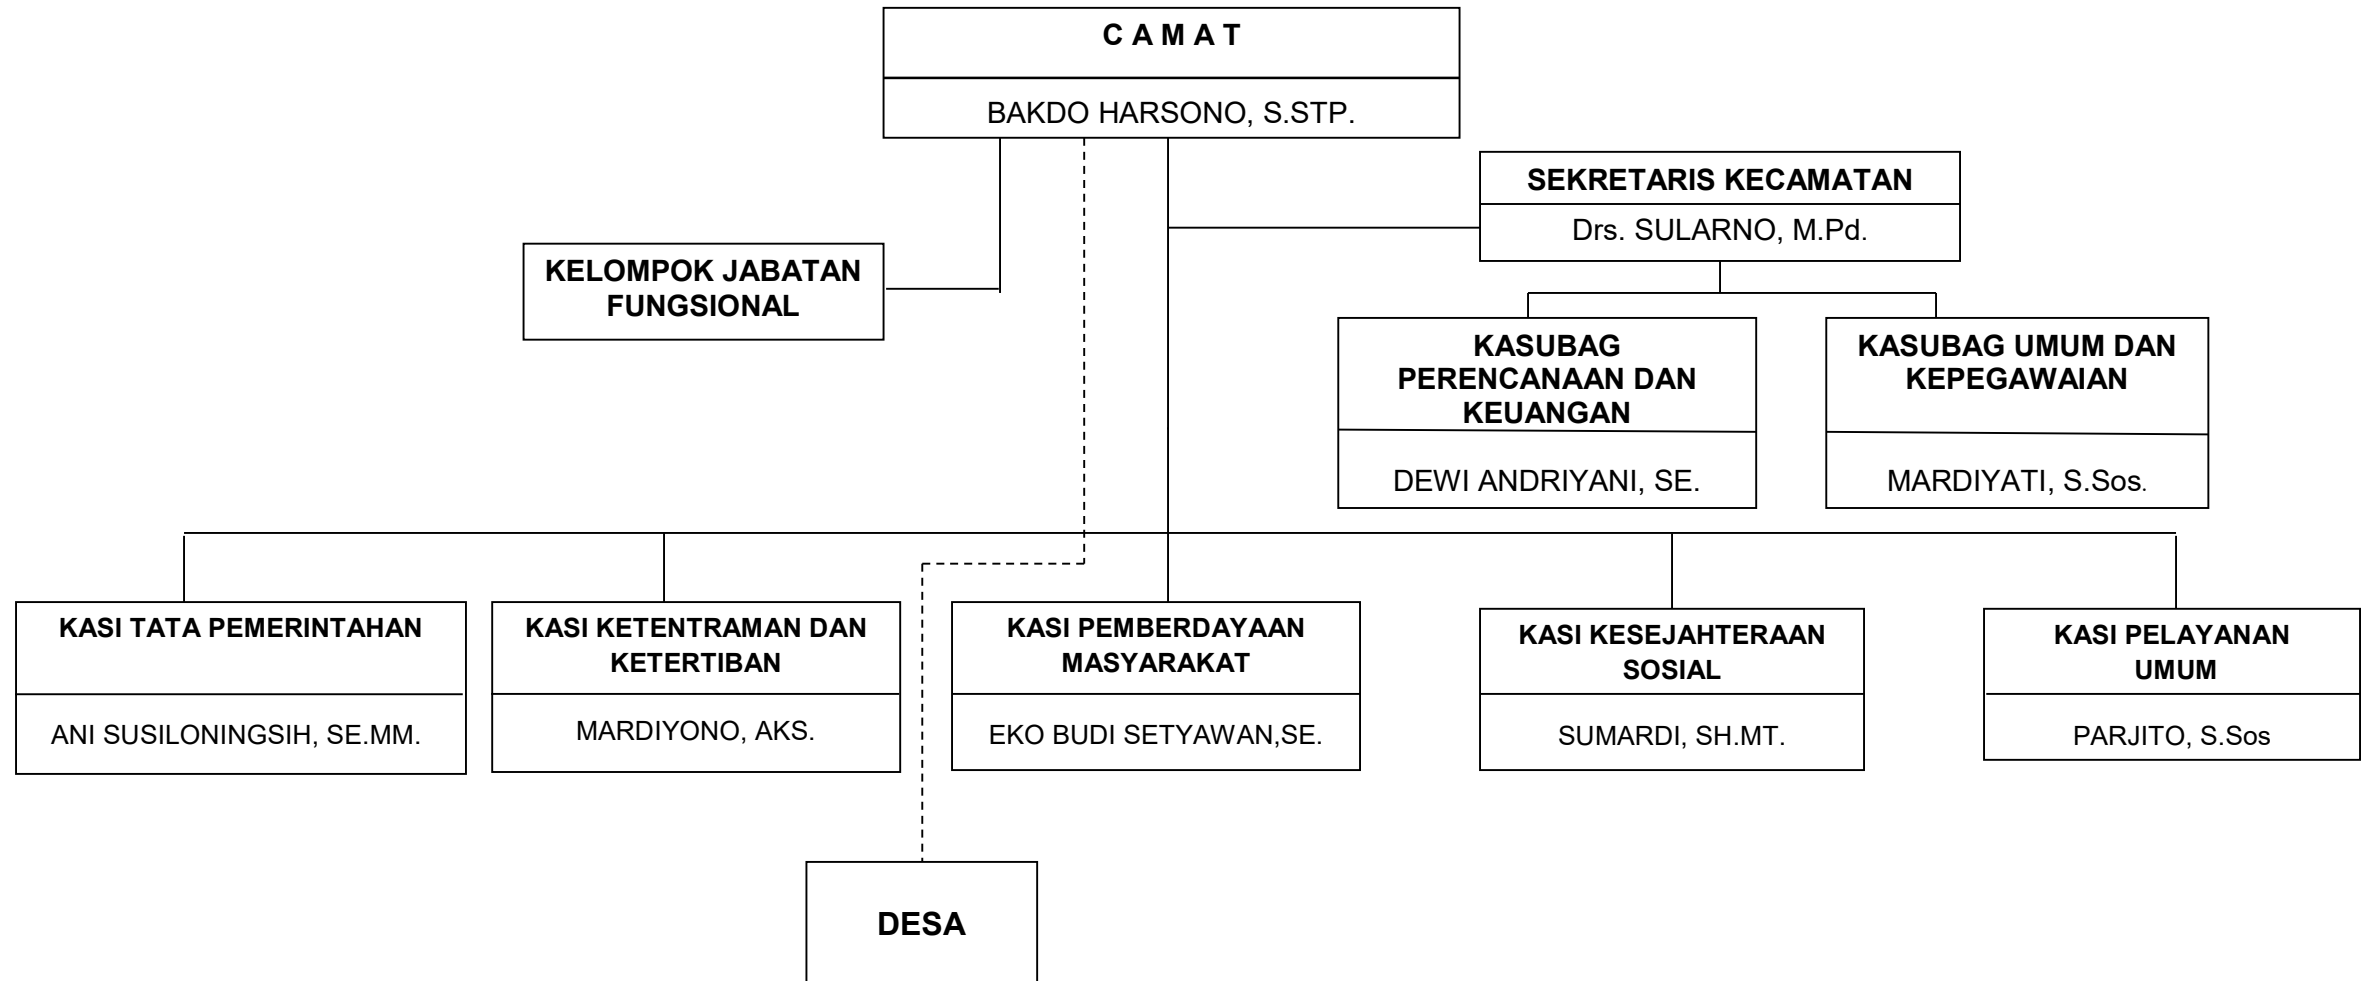 C A M A T
BAKDO HARSONO, S.STP.
SEKRETARIS KECAMATAN
Drs. SULARNO, M.Pd.
KELOMPOK JABATAN
FUNGSIONAL
KASUBAG
PERENCANAAN DAN
KEUANGAN
DEWI ANDRIYANI, SE.
KASUBAG UMUM DAN
KEPEGAWAIAN
MARDIYATI, S.Sos.
KASI TATA PEMERINTAHAN
ANI SUSILONINGSIH, SE.MM.
KASI KETENTRAMAN DAN
KETERTIBAN
MARDIYONO, AKS.
KASI PEMBERDAYAAN
MASYARAKAT
EKO BUDI SETYAWAN,SE.
KASI KESEJAHTERAAN
SOSIAL
SUMARDI, SH.MT.
KASI PELAYANAN
UMUM
PARJITO, S.Sos
DESA